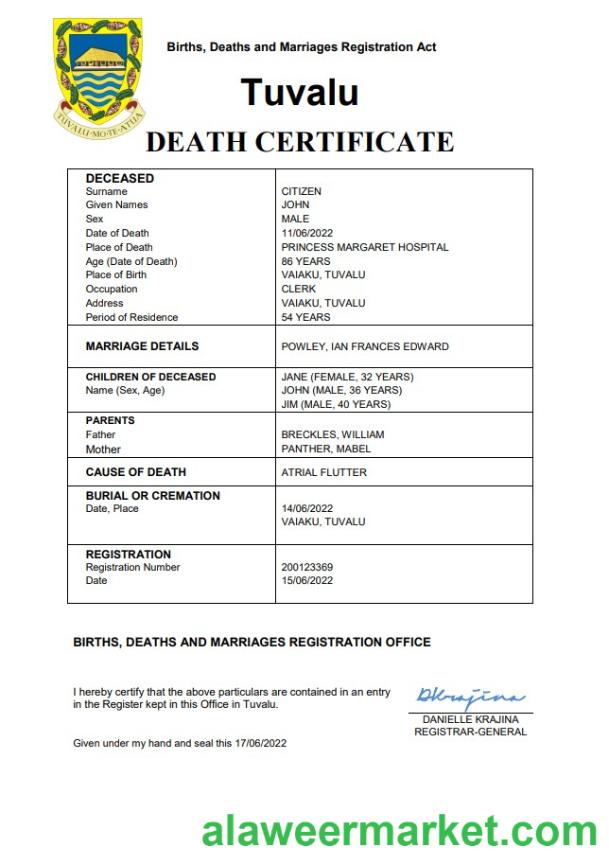 Births, Deaths and Marriages Registration Act
Tuvalu
TUVALU-MO-TE-ATUA
DEATH CERTIFICATE
DECEASED
Surname CITIZEN
Given Names JOHN
Sex MALE
Date of Death 11/06/2022
Place of Death PRINCESS MARGARET HOSPITAL
Age (Date of Death) 86 YEARS
Place of Birth VAIAKU, TUVALU
Occupation CLERK
Address VAIAKU, TUVALU
Period of Residence 54 YEARS
MARRIAGE DETAILS POWLEY, IAN FRANCES EDWARD
CHILDREN OF DECEASED JANE (FEMALE, 32 YEARS)
Name (Sex, Age) JOHN (MALE, 36 YEARS)
JIM (MALE, 40 YEARS)
PARENTS
Father BRECKLES, WILLIAM
Mother PANTHER, MABEL
CAUSE OF DEATH ATRIAL FLUTTER
BURIAL OR CREMATION
Date, Place 14/06/2022
VAIAKU, TUVALU
REGISTRATION
Registration Number 200123369
Date 15/06/2022
BIRTHS, DEATHS AND MARRIAGES REGISTRATION OFFICE
I hereby certify that the above particulars are contained in an entry
in the Register kept in this Office in Tuvalu.
DKrajina
DANIELLE KRAJINA
REGISTRAR-GENERAL
Given under my hand and seal this 17/06/2022
alaweermarket.com